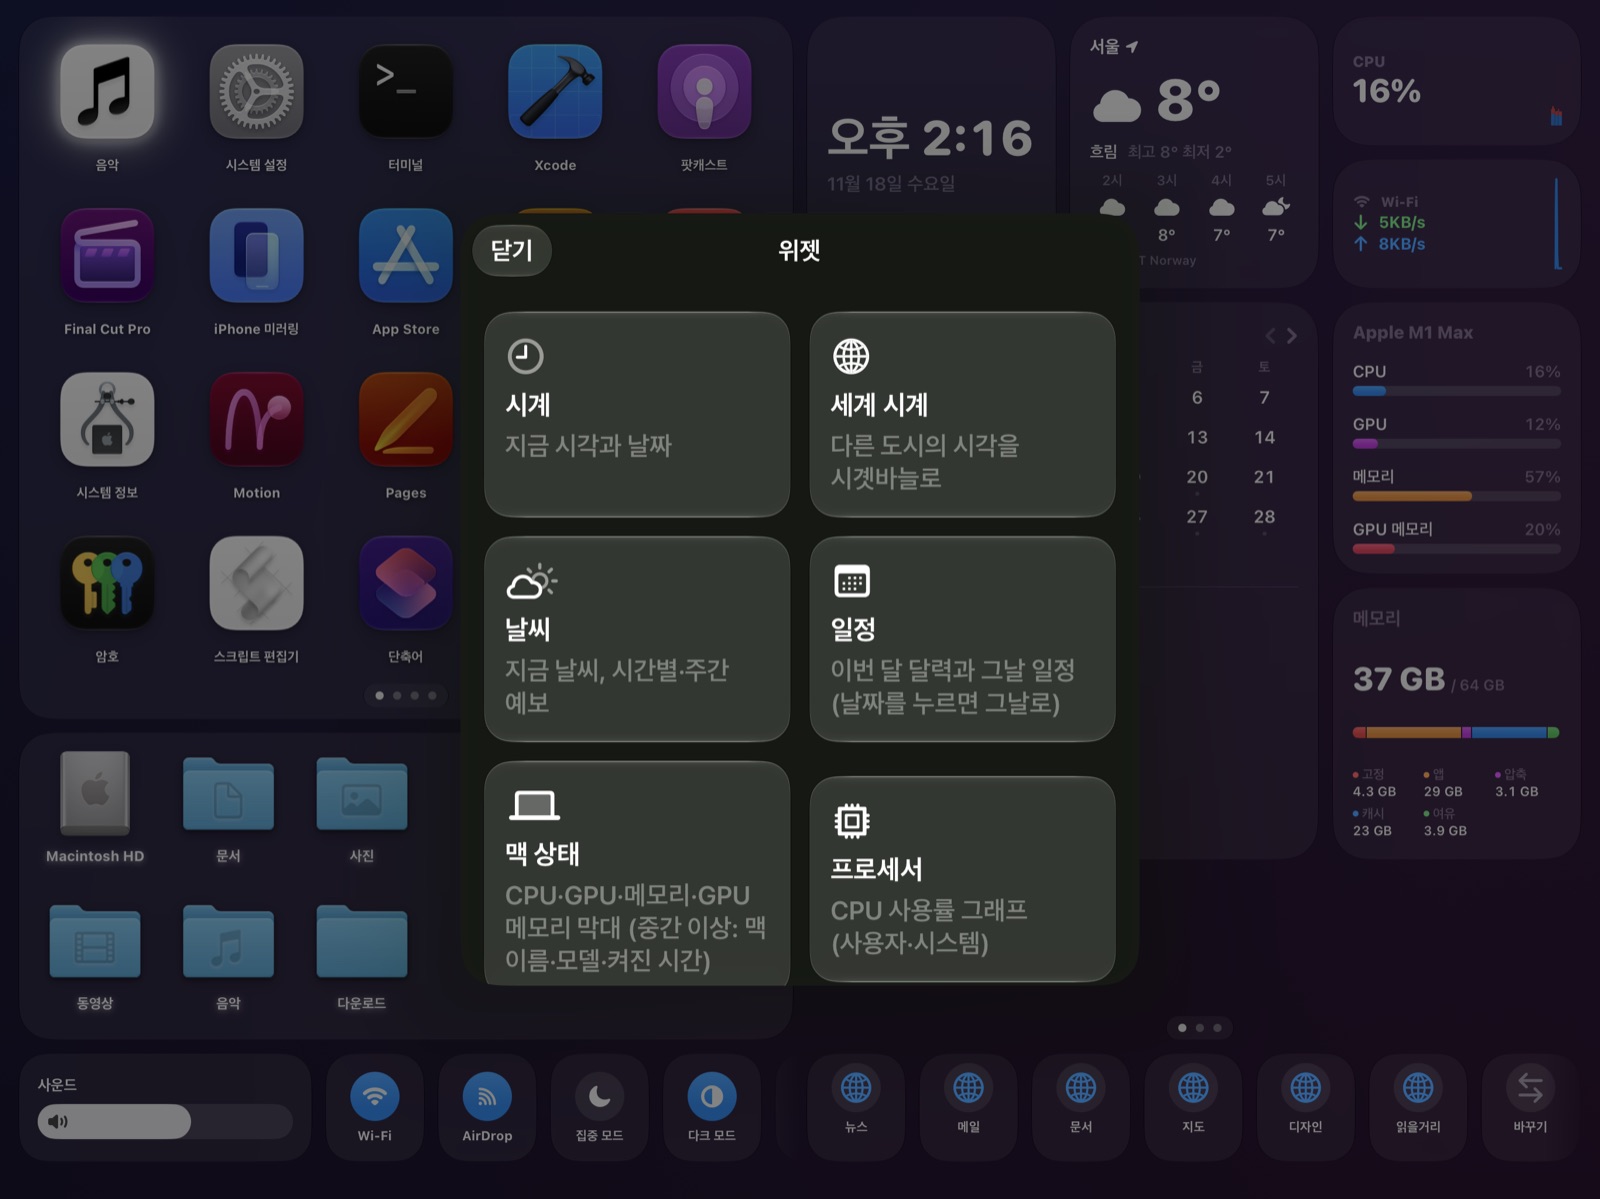 음악
시스템 설정
터미널
Xcode
팟캐스트
Final Cut Pro
iPhone 미러링
App Store
시스템 정보
Motion
Pages
암호
스크립트 편집기
단축어
오후 2:16
11월 18일 수요일
서울
8°
흐림 최고 8° 최저 2°
2시 3시 4시 5시
8° 7° 7°
T Norway
CPU
16%
Wi-Fi
5KB/s
8KB/s
닫기
위젯
시계
지금 시각과 날짜
세계 시계
다른 도시의 시각을
시곗바늘로
날씨
지금 날씨, 시간별·주간
예보
일정
이번 달 달력과 그날 일정
(날짜를 누르면 그날로)
맥 상태
CPU·GPU·메모리·GPU
메모리 막대 (중간 이상: 맥
이름·모델·켜진 시간)
프로세서
CPU 사용률 그래프
(사용자·시스템)
금 토
6 7
13 14
20 21
27 28
Apple M1 Max
CPU 16%
GPU 12%
메모리 57%
GPU 메모리 20%
메모리
37 GB / 64 GB
고정 앱 압축
4.3 GB 29 GB 3.1 GB
캐시 여유
23 GB 3.9 GB
Macintosh HD
문서
사진
동영상
음악
다운로드
사운드
Wi-Fi
AirDrop
집중 모드
다크 모드
뉴스
메일
문서
지도
디자인
읽을거리
바꾸기